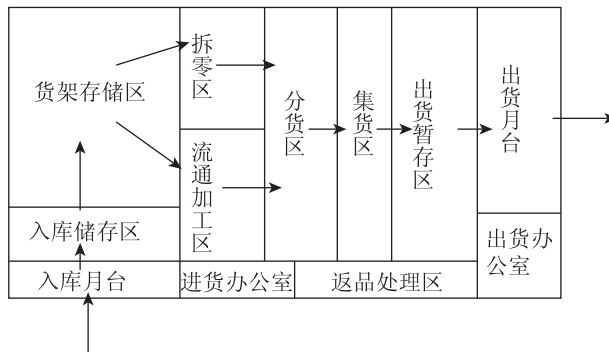 货架存储区
拆零区
流通加工区
分货区
集货区
出货暂存区
出货月台
入库储存区
入库月台
进货办公室
返品处理区
出货办
公室